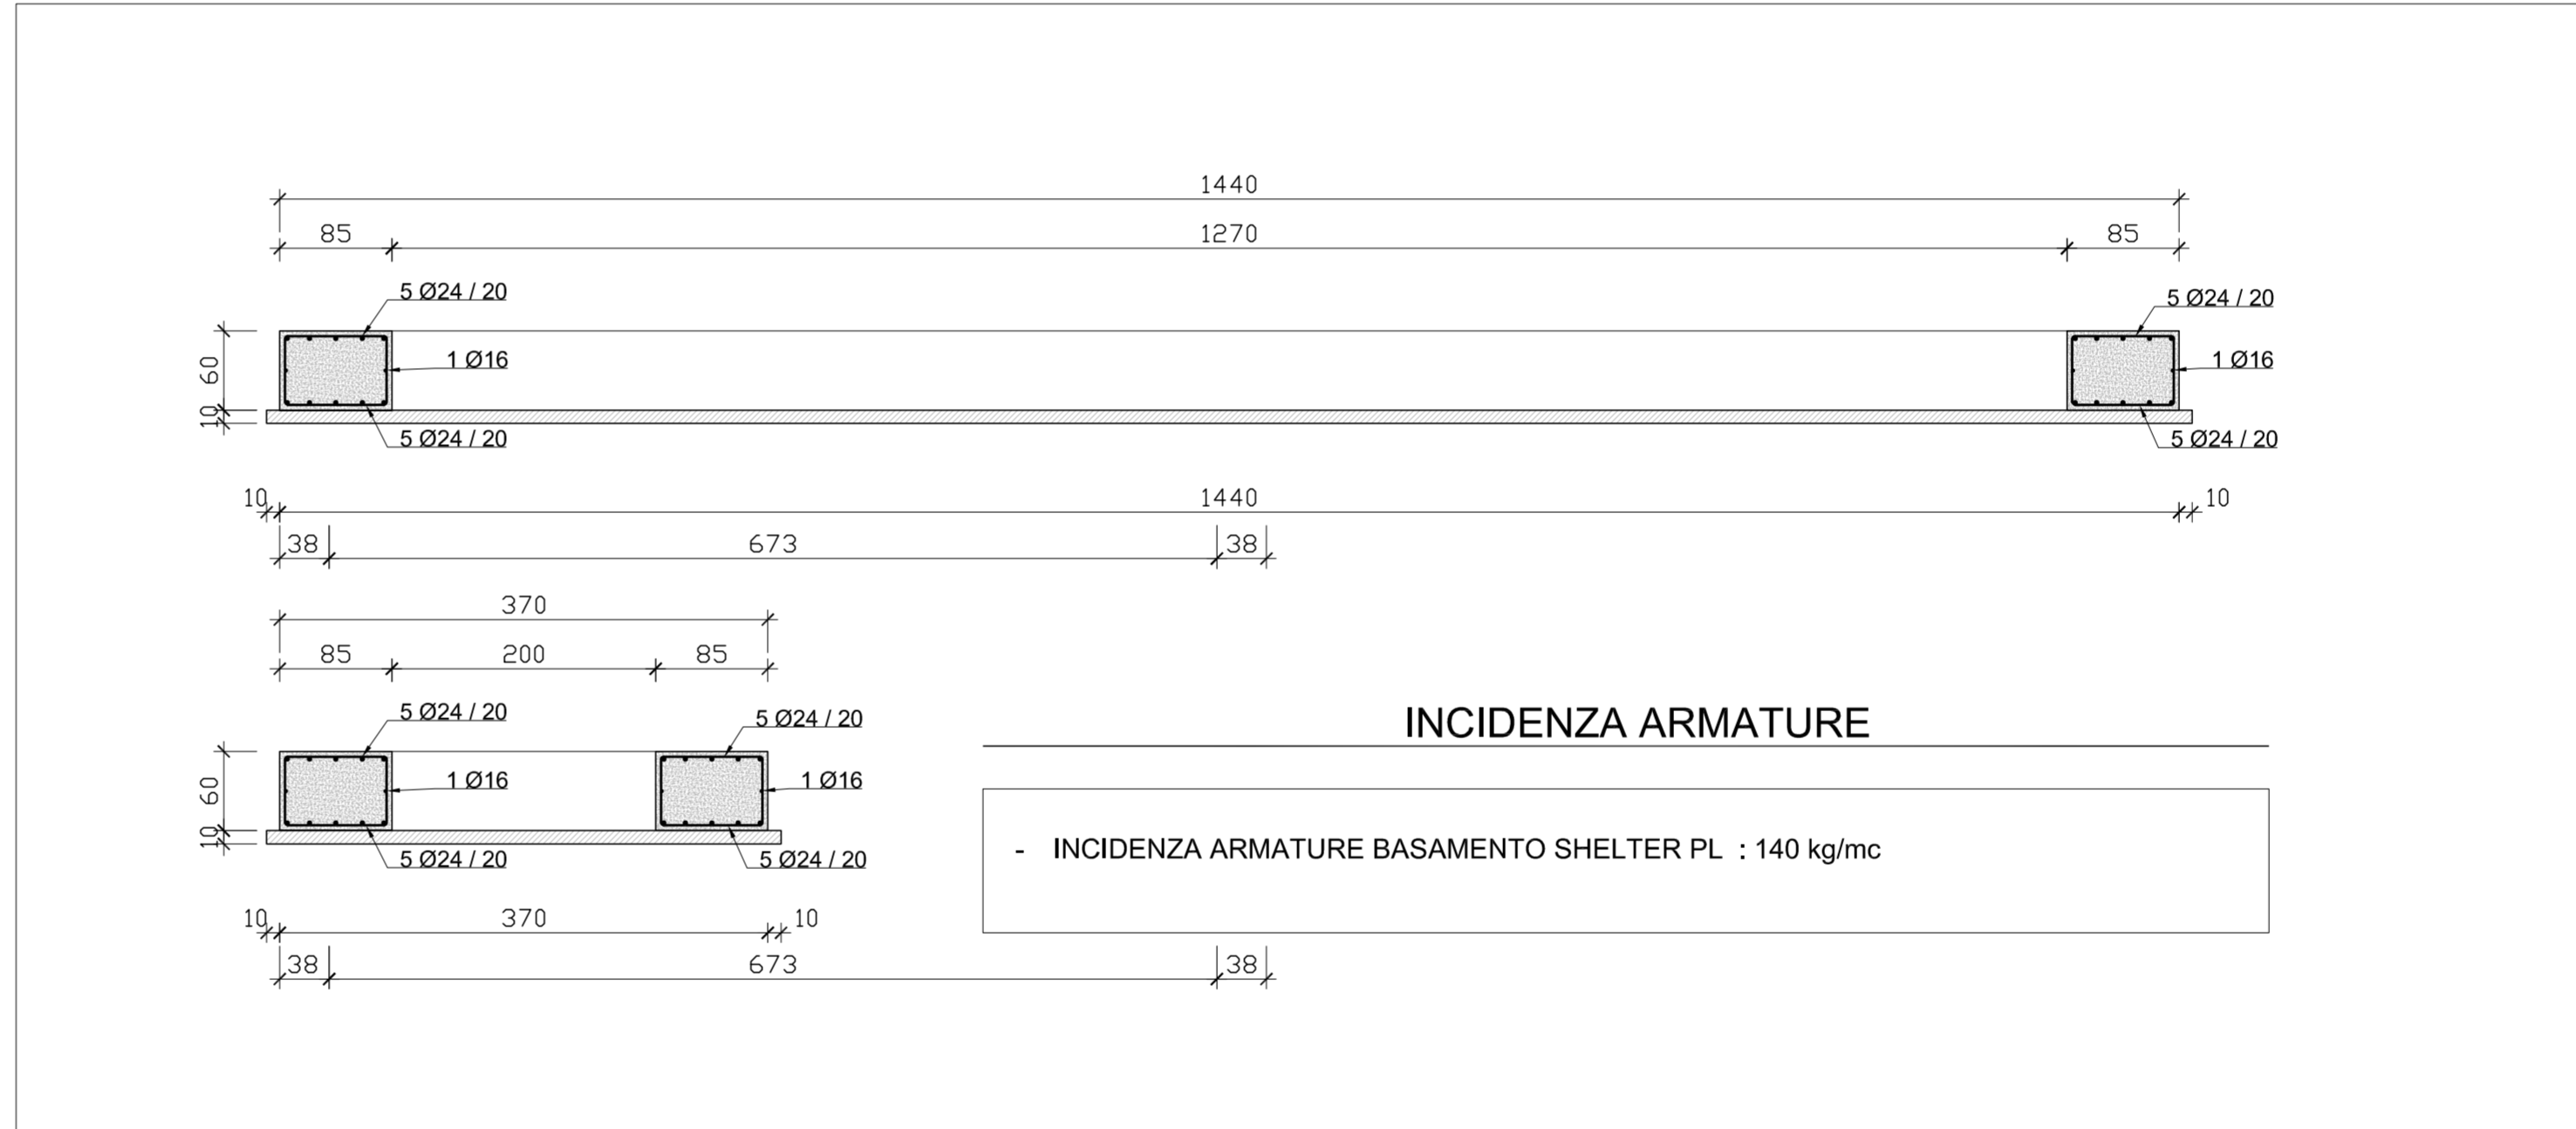 1440
85 1270 85
5 Ø24 / 20 5 Ø24 / 20
60 1 Ø16 1 Ø16
10
5 Ø24 / 20 5 Ø24 / 20
10 1440 10
38 673 38
370
85 200 85
5 Ø24 / 20 5 Ø24 / 20
INCIDENZA ARMATURE
60 1 Ø16 1 Ø16
10
- INCIDENZA ARMATURE BASAMENTO SHELTER PL : 140 kg/mc
5 Ø24 / 20 5 Ø24 / 20
10 370 10
38 673 38